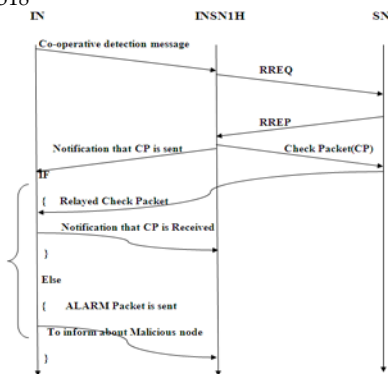 IN INSN1H SN
Co-operative detection message
RREQ
RREP
Notification that CP is sent Check Packet(CP)
IF
{ Relayed Check Packet
Notification that CP is Received
}
Else
{ ALARM Packet is sent
To inform about Malicious node
}